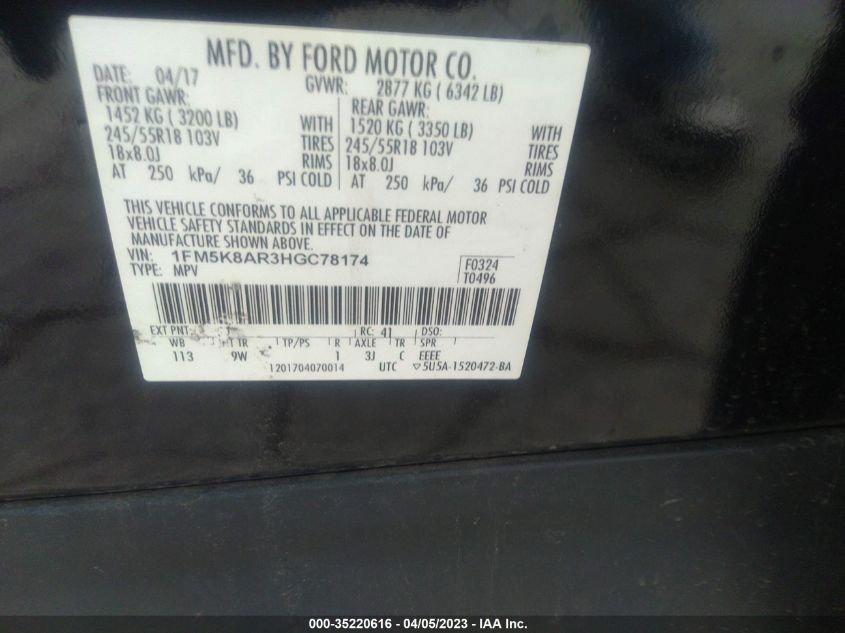 MFD. BY FORD MOTOR CO.
DATE: 04/17 GVWR: 2877 KG ( 6342 LB)
FRONT GAWR: REAR GAWR:
1452 KG ( 3200 LB) WITH 1520 KG ( 3350 LB) WITH
245/55R18 103V TIRES 245/55R18 103V TIRES
18x8.0J RIMS 18x8.0J RIMS
AT 250 kPa/ 36 PSI COLD AT 250 kPa/ 36 PSI COLD
THIS VEHICLE CONFORMS TO ALL APPLICABLE FEDERAL MOTOR
VEHICLE SAFETY STANDARDS IN EFFECT ON THE DATE OF
MANUFACTURE SHOWN ABOVE.
VIN: 1FM5K8AR3HGC78174 F0324
TYPE: MPV T0496
EXT PNT: RC: 41 DSO:
WB TR TP/PS R AXLE TR SPR
113 9W 1 3J C EEEE
1201704070014 UTC ▽5U5A-1520472-BA
000-35220616 - 04/05/2023 - IAA Inc.